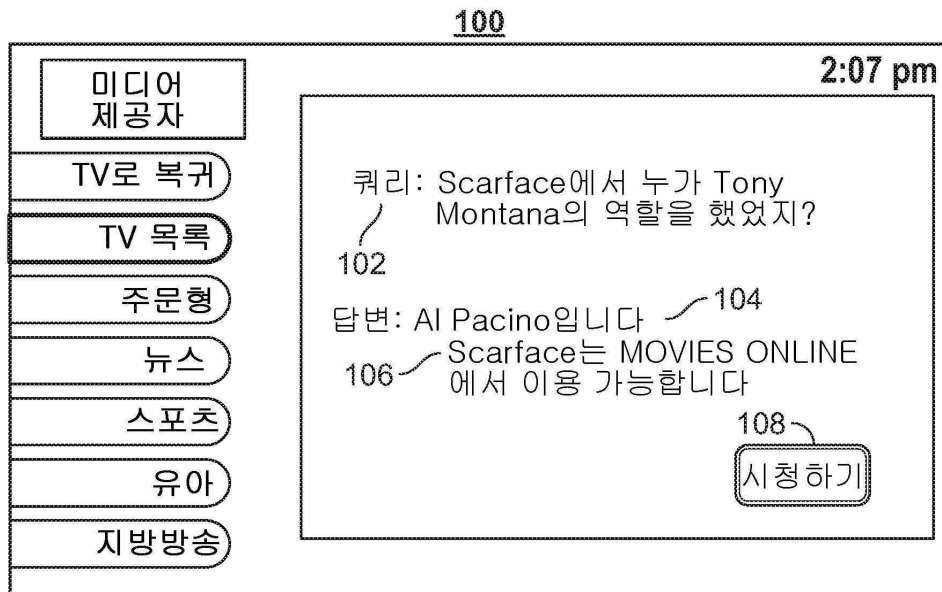 100
2:07 pm
미디어
제공자
TV로 복귀
TV 목록
주문형
뉴스
스포츠
유아
지방방송
쿼리: Scarface에서 누가 Tony
Montana의 역할을 했었지?
102
답변: Al Pacino입니다 104
106 Scarface는 MOVIES ONLINE
에서 이용 가능합니다
108
시청하기